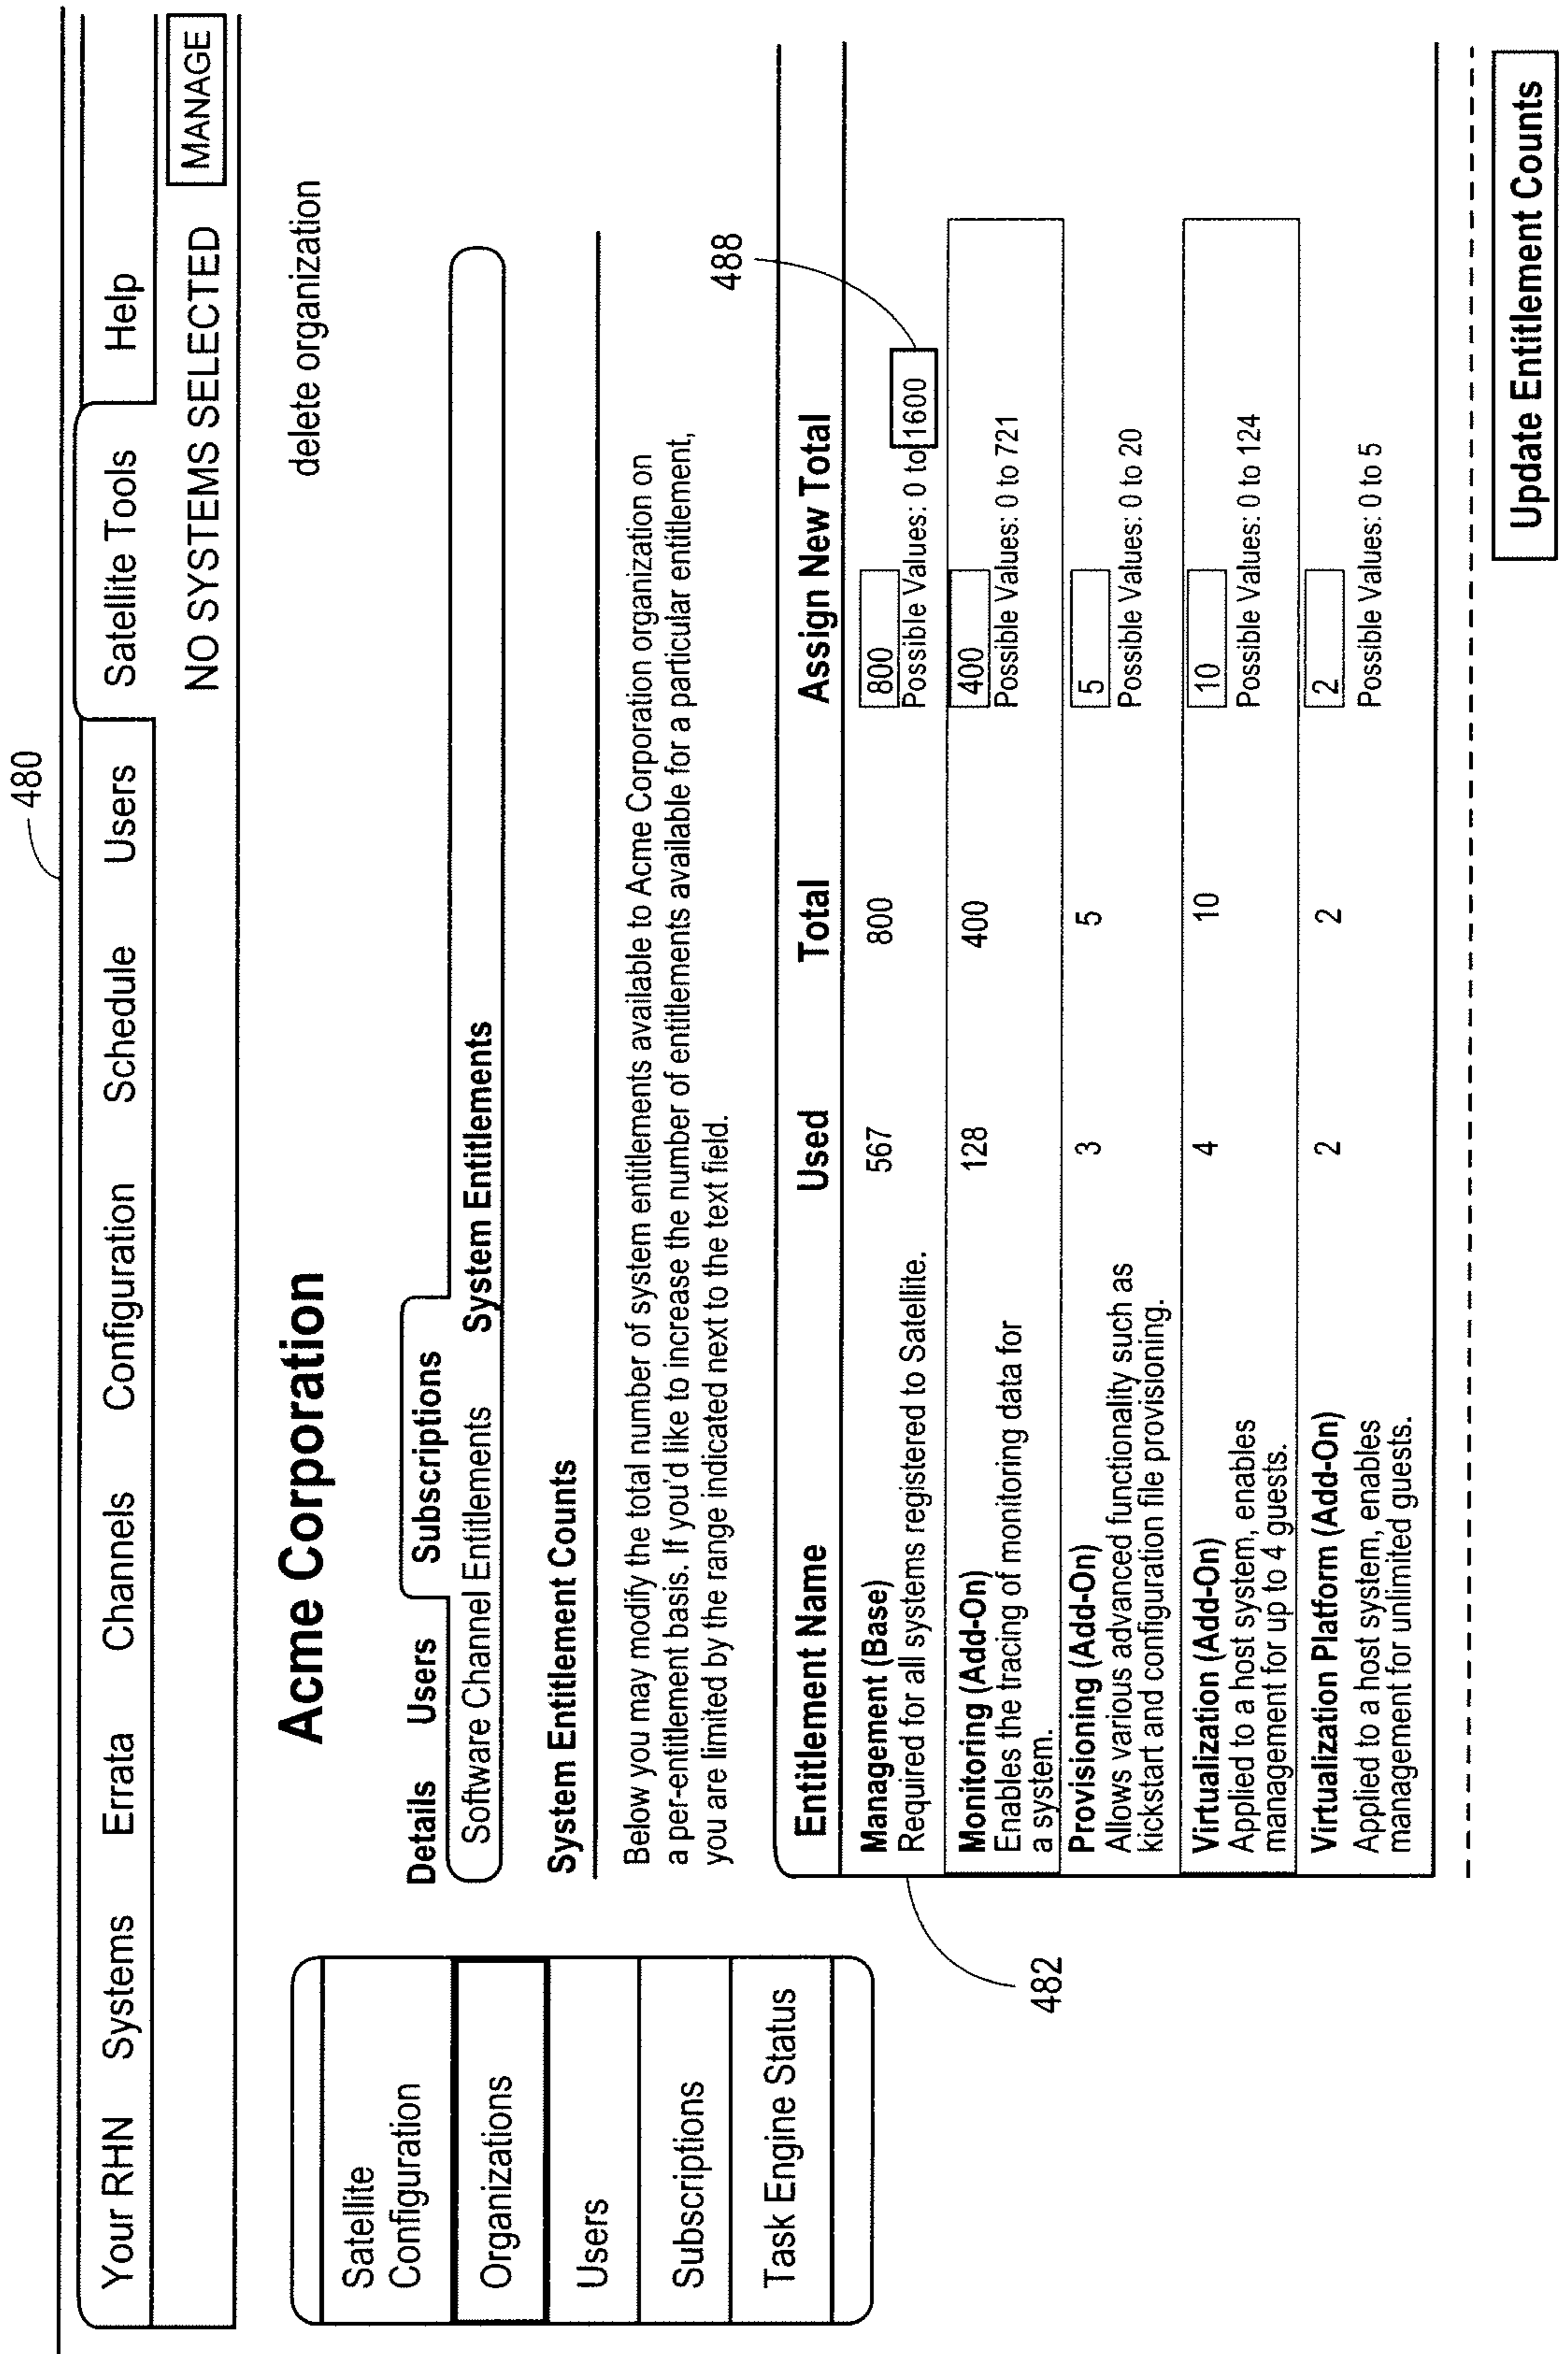 480
Your RHN Systems Errata Channels Configuration Schedule Users Satellite Tools Help
NO SYSTEMS SELECTED MANAGE
Satellite
Configuration
Organizations
Users
Subscriptions
Task Engine Status
Acme Corporation
delete organization
Details Users Subscriptions
Software Channel Entitlements System Entitlements
System Entitlement Counts
Below you may modify the total number of system entitlements available to Acme Corporation organization on
a per-entitlement basis. If you'd like to increase the number of entitlements available for a particular entitlement,
you are limited by the range indicated next to the text field.
488
Entitlement Name Used Total Assign New Total
Management (Base) 567 800 800
Required for all systems registered to Satellite. Possible Values: 0 to 1600
Monitoring (Add-On) 128 400 400
Enables the tracing of monitoring data for Possible Values: 0 to 721
a system.
Provisioning (Add-On) 3 5 5
Allows various advanced functionality such as Possible Values: 0 to 20
kickstart and configuration file provisioning.
Virtualization (Add-On) 4 10 10
Applied to a host system, enables Possible Values: 0 to 124
management for up to 4 guests.
Virtualization Platform (Add-On) 2 2 2
Applied to a host system, enables Possible Values: 0 to 5
management for unlimited guests.
482
Update Entitlement Counts